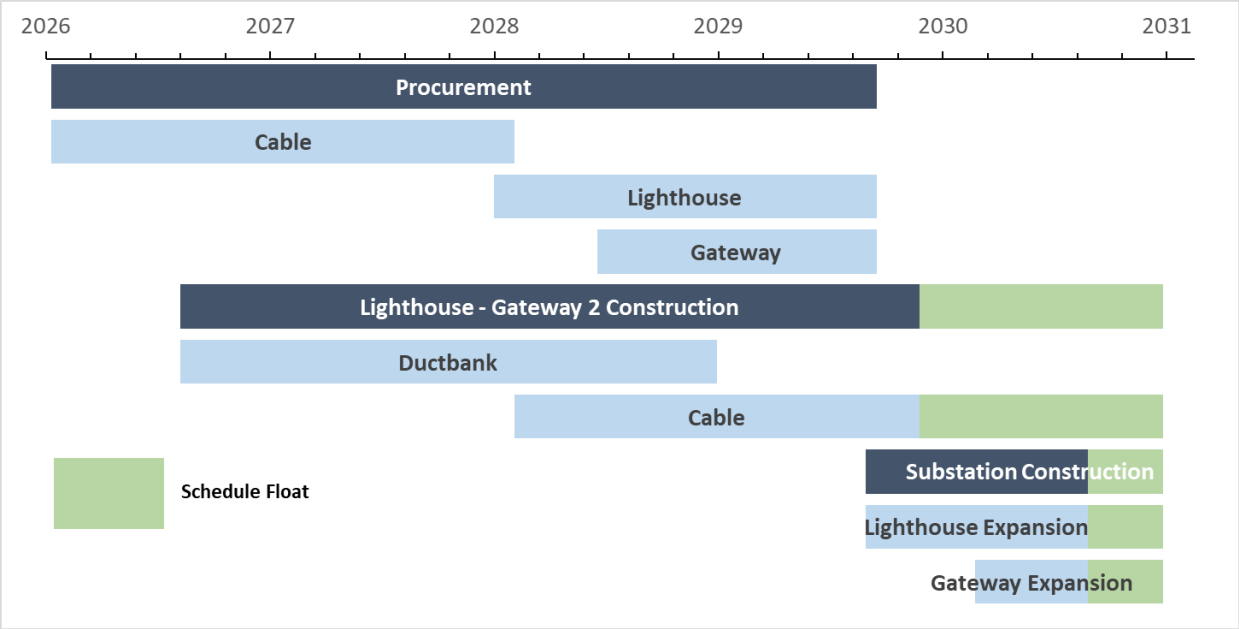 2026 2027 2028 2029 2030 2031
Procurement
Cable
Lighthouse
Gateway
Lighthouse - Gateway 2 Construction
Ductbank
Cable
Substation Construction
Schedule Float
Lighthouse Expansion
Gateway Expansion